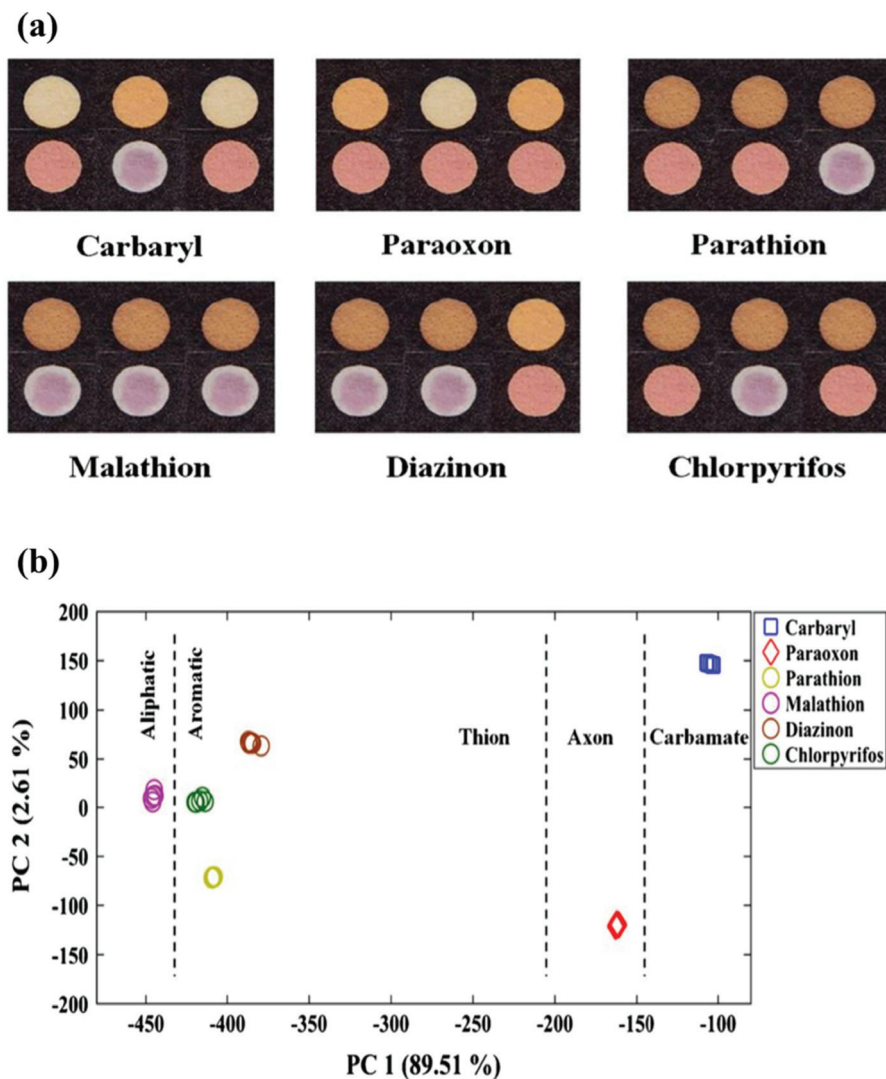 (a)
Carbaryl Paraoxon Parathion
Malathion Diazinon Chlorpyrifos
(b)
200
150
100
50
0
-50
-100
-150
-200
PC 2 (2.61 %)
Aliphatic
Aromatic
Thion Axon Carbamate
Carbaryl
Paraoxon
Parathion
Malathion
Diazinon
Chlorpyrifos
-450 -400 -350 -300 -250 -200 -150 -100
PC 1 (89.51 %)